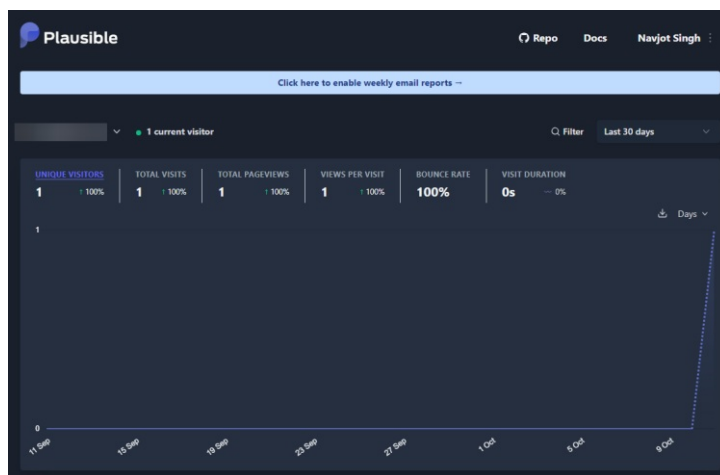 Plausible
Repo Docs Navjot Singh
Click here to enable weekly email reports →
1 current visitor Filter Last 30 days
UNIQUE VISITORS TOTAL VISITS TOTAL PAGEVIEWS VIEWS PER VISIT BOUNCE RATE VISIT DURATION
1 ↑ 100% 1 ↑ 100% 1 ↑ 100% 1 ↑ 100% 100% 0s — 0%
Days
1
0
11 Sep 15 Sep 19 Sep 23 Sep 27 Sep 1 Oct 5 Oct 9 Oct